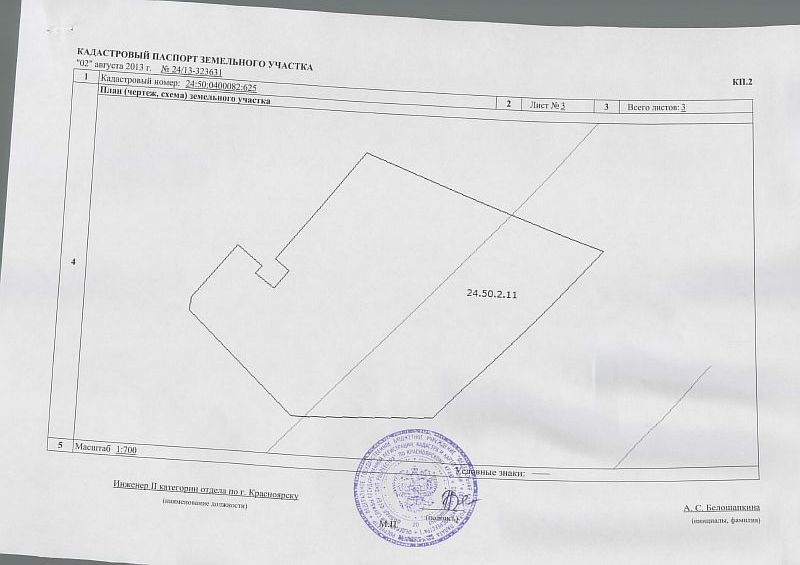 КАДАСТРОВЫЙ ПАСПОРТ ЗЕМЕЛЬНОГО УЧАСТКА
"02" августа 2013 г. № 24/13-323631
КП.2
1 Кадастровый номер: 24:50:0400082:625 2 Лист № 3 3 Всего листов: 3
План (чертеж, схема) земельного участка
4
24.50.2.11
5 Масштаб 1:700 Условные знаки:
Инженер II категории отдела по г. Красноярску
(наименование должности)
М.П.
(подпись)
А. С. Белошапкина
(инициалы, фамилия)